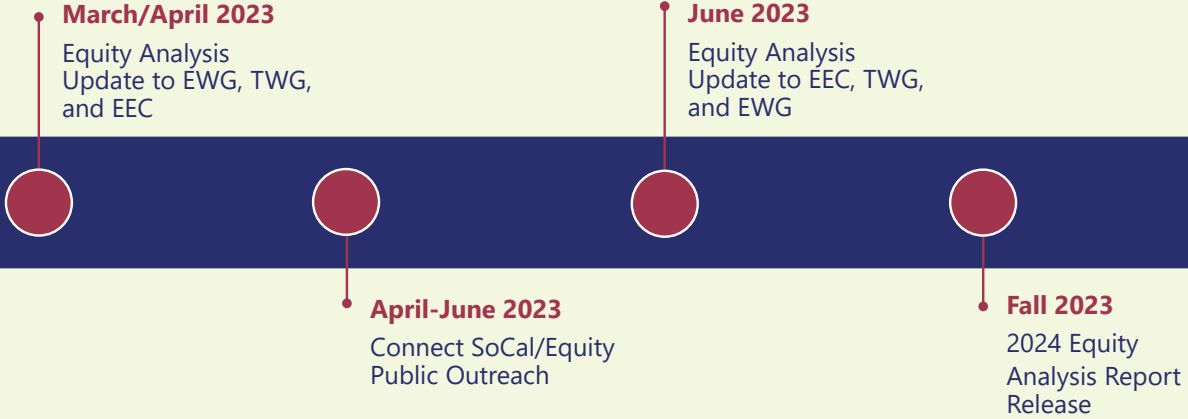 March/April 2023
Equity Analysis
Update to EWG, TWG,
and EEC
April-June 2023
Connect SoCal/Equity
Public Outreach
June 2023
Equity Analysis
Update to EEC, TWG,
and EWG
Fall 2023
2024 Equity
Analysis Report
Release